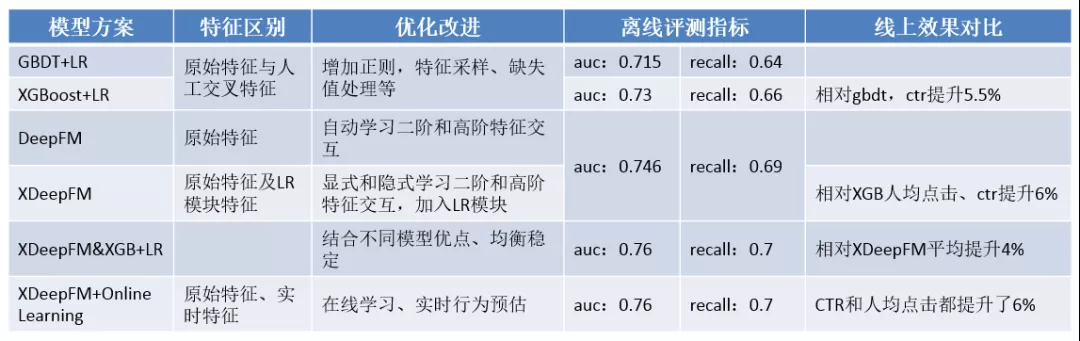 模型方案 特征区别 优化改进 离线评测指标 线上效果对比
GBDT+LR
原始特征与人
工交叉特征
增加正则，特征采样、缺失
值处理等
auc：0.715 recall：0.64
XGBoost+LR
auc：0.73 recall：0.66 相对gbdt，ctr提升5.5%
DeepFM 原始特征
自动学习二阶和高阶特征交
互
auc：0.746 recall：0.69
XDeepFM
原始特征及LR
模块特征
显式和隐式学习二阶和高阶
特征交互，加入LR模块
相对XGB人均点击、ctr提升6%
XDeepFM&XGB+LR
结合不同模型优点、均衡稳
定
auc：0.76 recall：0.7 相对XDeepFM平均提升4%
XDeepFM+Online
Learning
原始特征、实
时特征
在线学习、实时行为预估
auc：0.76 recall：0.7 CTR和人均点击都提升了6%